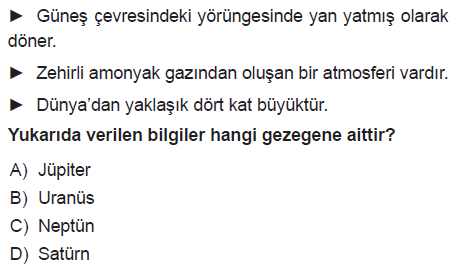 ► Güneş çevresindeki yörüngesinde yan yatmış olarak
döner.
► Zehirli amonyak gazından oluşan bir atmosferi vardır.
► Dünya’dan yaklaşık dört kat büyüktür.
Yukarıda verilen bilgiler hangi gezegene aittir?
A) Jüpiter
B) Uranüs
C) Neptün
D) Satürn